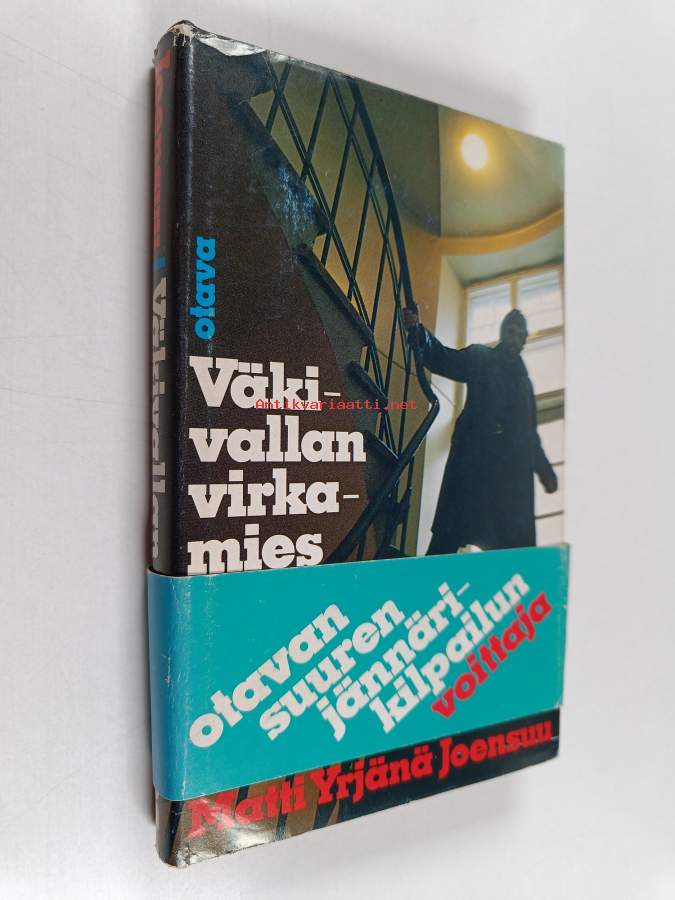 otava
Väki-
vallan
virka-
mies
Antikvariaatti.net
otavan
suuren
jännäri-
kilpailun
voittaja
Matti Yrjänä Joensuu